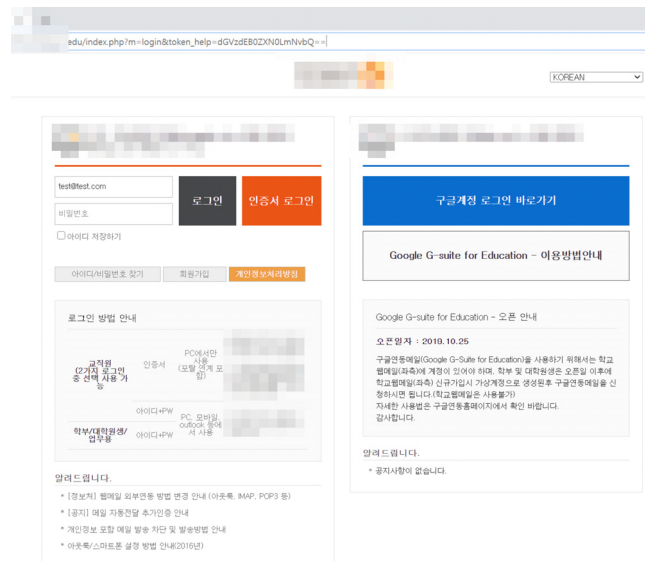 edu/index.php?m=login&token_help=dGVzdEB0ZXN0LmNvbQ==
KOREAN
test@test.com
비밀번호
로그인
인증서 로그인
아이디 저장하기
아이디/비밀번호 찾기
회원가입
개인정보처리방침
로그인 방법 안내
교직원
(2가지 로그인
중 선택 사용 가
능
인증서
PC에서만
사용
(포탈 연계 포
함)
아이디+PW
학부/대학원생/
업무용
아이디+PW
PC, 모바일,
outlook 등에
서 사용
알려드립니다.
* [정보처] 웹메일 외부연동 방법 변경 안내 (아웃룩, IMAP, POP3 등)
* [공지] 메일 자동전달 추가인증 안내
* 개인정보 포함 메일 발송 차단 및 발송방법 안내
* 아웃룩/스마트폰 설정 방법 안내(2016년)
구글계정 로그인 바로가기
Google G-suite for Education - 이용방법안내
Google G-suite for Education - 오픈 안내
오픈일자 : 2019.10.25
구글연동메일(Google G-Suite for Education)을 사용하기 위해서는 학교
웹메일(좌측)에 계정이 있어야 하며, 학부 및 대학원생은 오픈일 이후에
학교웹메일(좌측) 신규가입시 가상계정으로 생성된후 구글연동메일을 신
청하시면 됩니다.(학교웹메일은 사용불가)
자세한 사용법은 구글연동홈페이지에서 확인 바랍니다.
감사합니다.
알려드립니다.
* 공지사항이 없습니다.